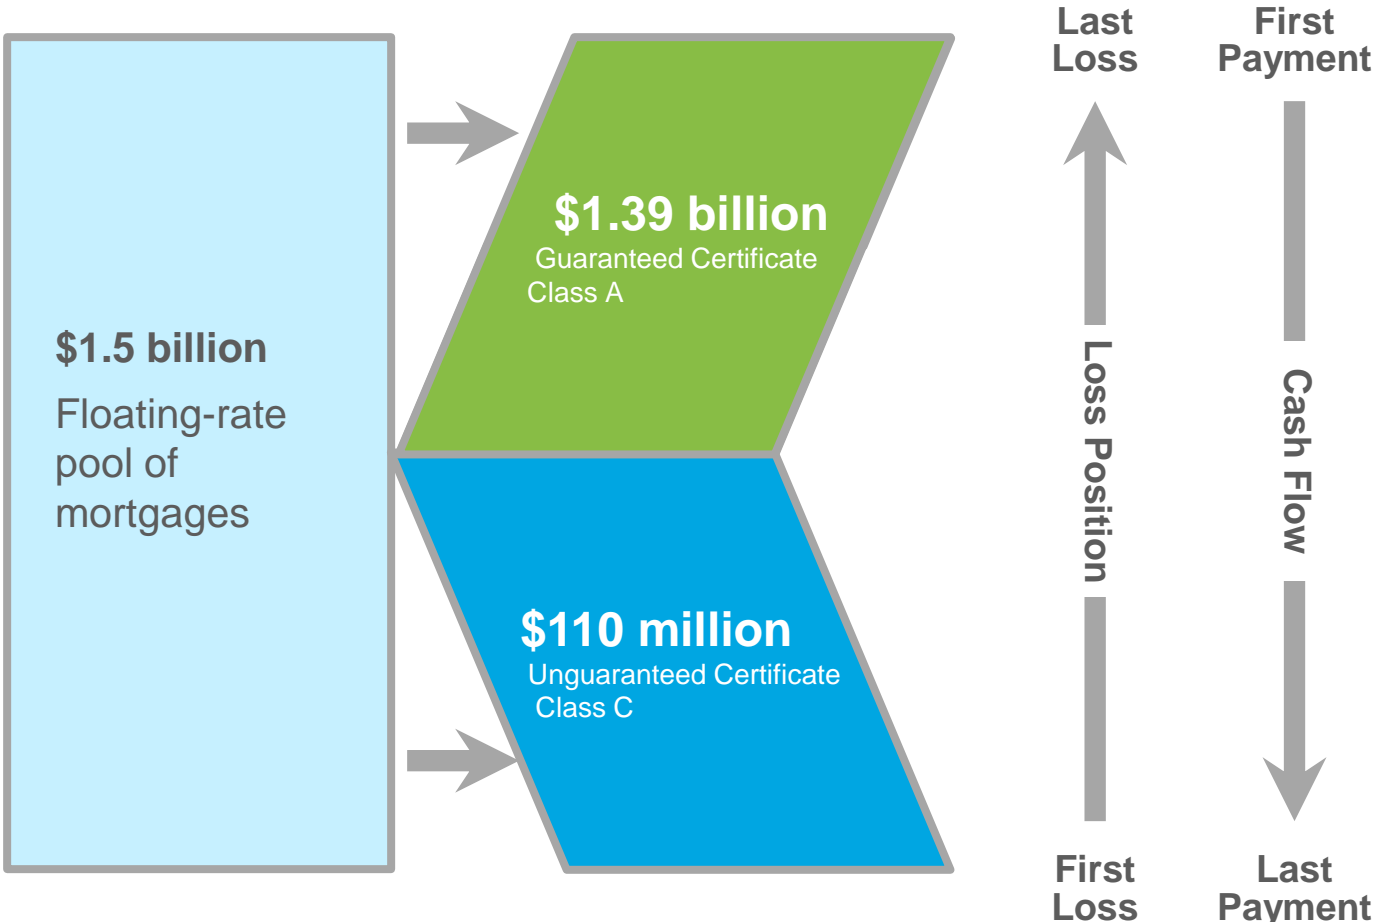 $1.5 billion
Floating-rate
pool of
mortgages
$1.39 billion
Guaranteed Certificate
Class A
$110 million
Unguaranteed Certificate
Class C
Last
Loss
Loss Position
First
Loss
First
Payment
Cash Flow
Last
Payment